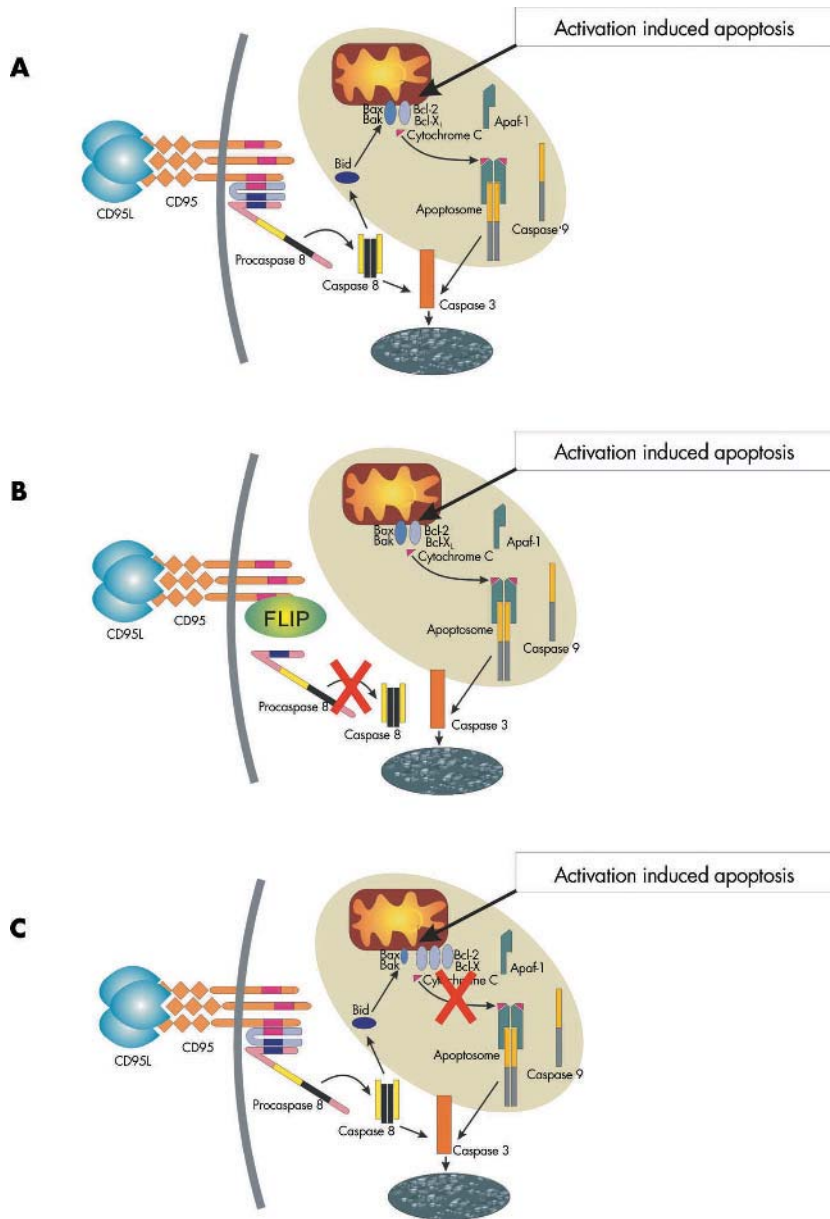 A
Activation induced apoptosis
Bax
Bak
Bcl-2
Bcl-XL
Apaf-1
Cytochrome C
Bid
CD95L
CD95
Apoptosome
Caspase 9
Procaspase 8
Caspase 8
Caspase 3
B
Activation induced apoptosis
Bax
Bak
Bcl-2
Bcl-XL
Apaf-1
Cytochrome C
CD95L
CD95
FLIP
Apoptosome
Caspase 9
Procaspase 8
Caspase 8
Caspase 3
C
Activation induced apoptosis
Bax
Bak
Bcl-2
Bcl-X
Apaf-1
Cytochrome C
Bid
CD95L
CD95
Apoptosome
Caspase 9
Procaspase 8
Caspase 8
Caspase 3